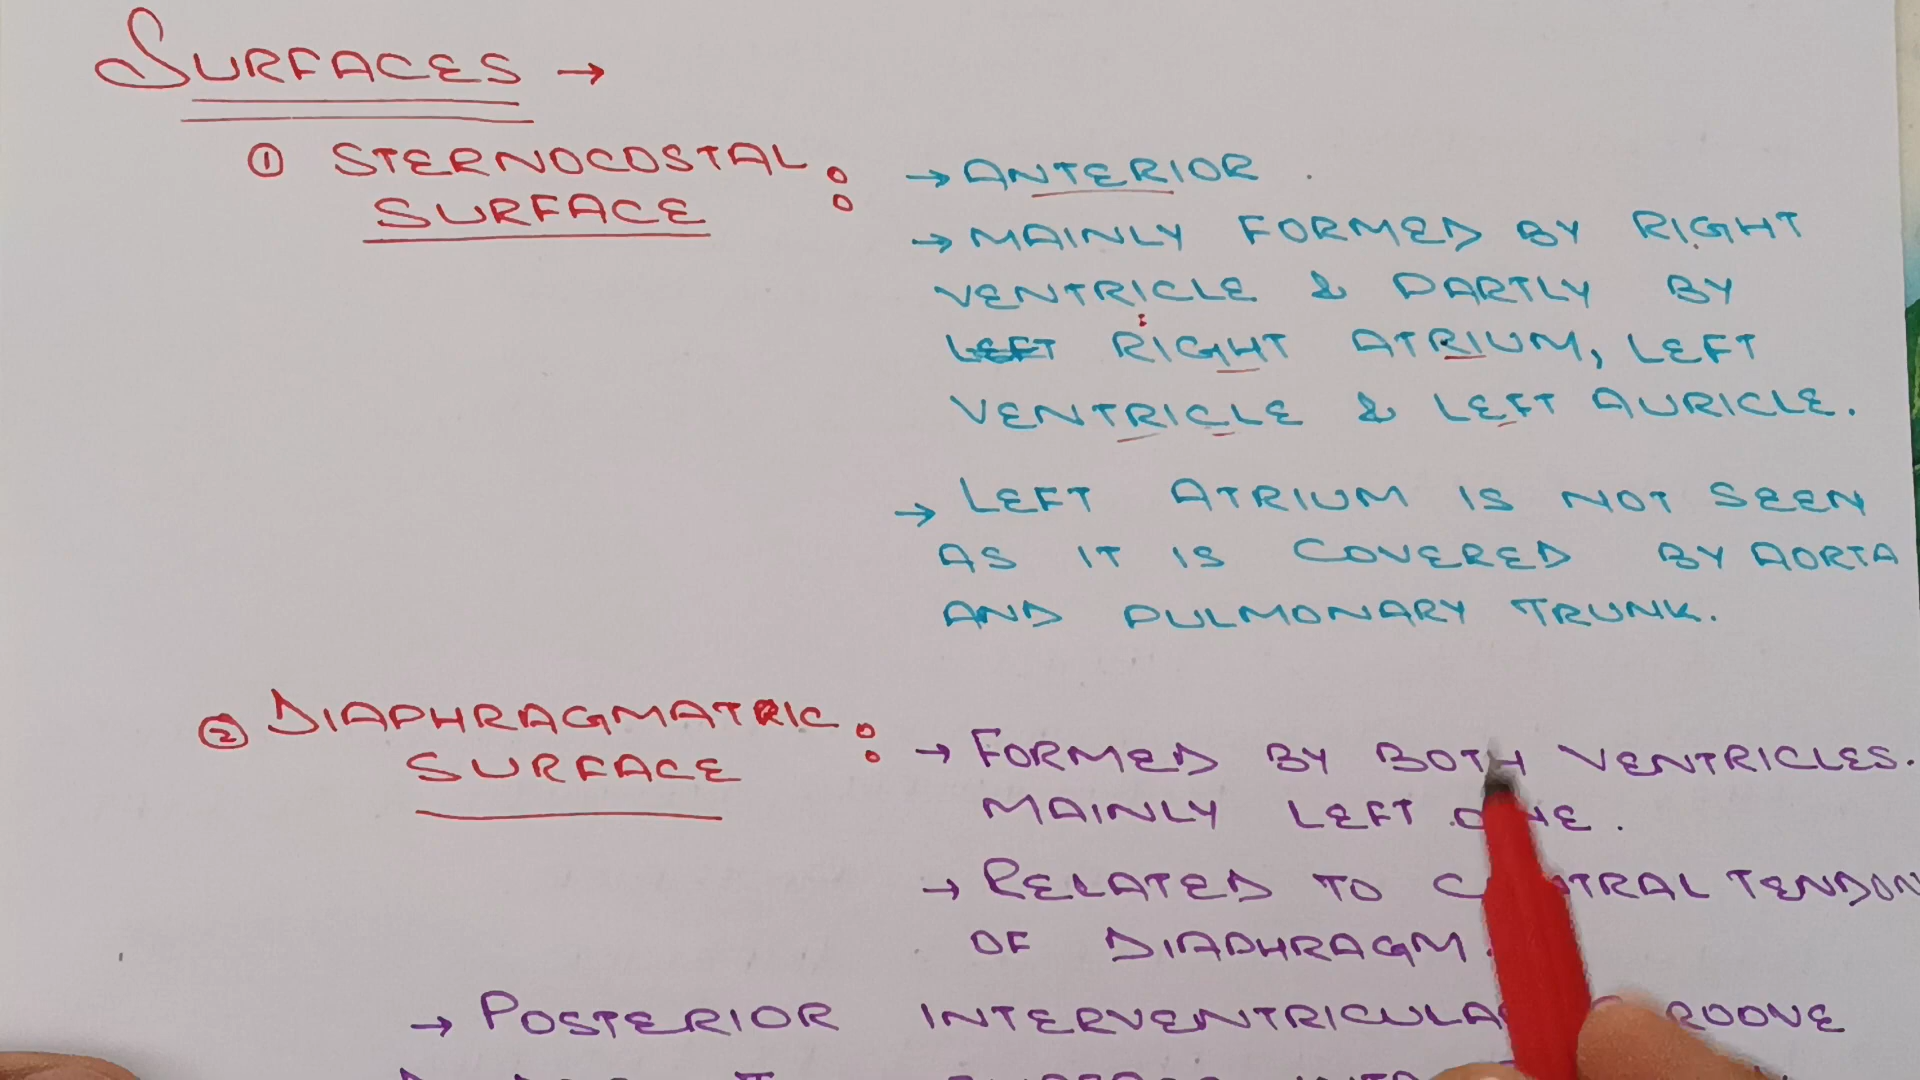 SURFACES →
① STERNOCOSTAL SURFACE : → ANTERIOR.
→ MAINLY FORMED BY RIGHT
VENTRICLE & PARTLY BY
RIGHT ATRIUM, LEFT
VENTRICLE & LEFT AURICLE.
→ LEFT ATRIUM IS NOT SEEN
AS IT IS COVERED BY AORTA
AND PULMONARY TRUNK.
② DIAPHRAGMATRIC SURFACE : → FORMED BY BOTH VENTRICLES.
MAINLY LEFT ONE.
→ RELATED TO CENTRAL TENDON
OF DIAPHRAGM.
→ POSTERIOR INTERVENTRICULAR GROOVE